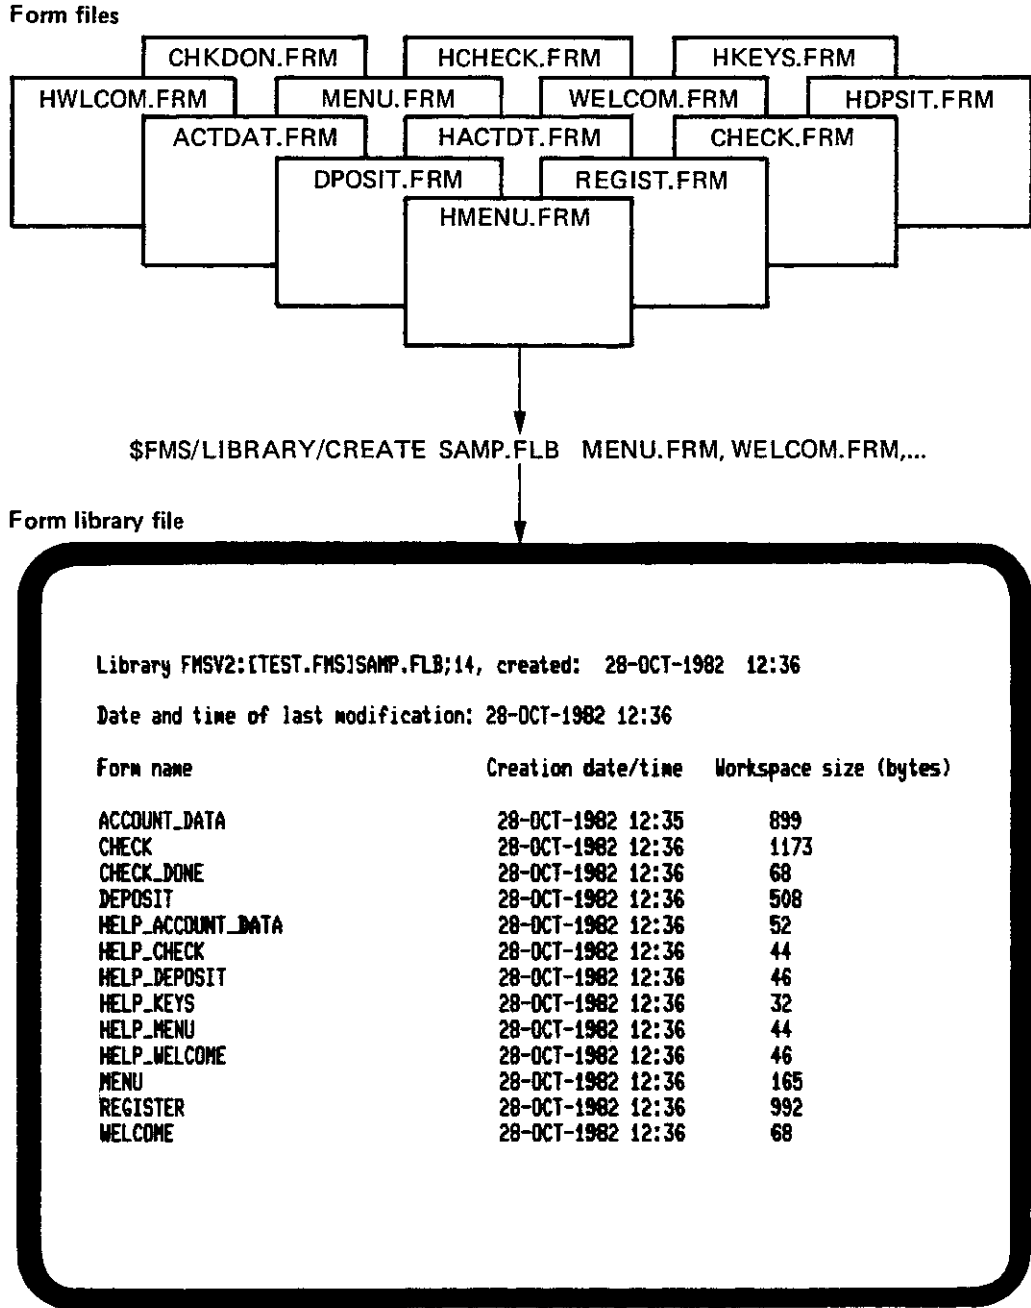 Form files
CHKDON.FRM HCHECK.FRM HKEYS.FRM
HWLCOM.FRM MENU.FRM WELCOM.FRM HDPSIT.FRM
ACTDAT.FRM HACTDT.FRM CHECK.FRM
DPOSIT.FRM REGIST.FRM
HMENU.FRM
$FMS/LIBRARY/CREATE SAMP.FLB MENU.FRM, WELCOM.FRM,...
Form library file
Library FMSV2:[TEST.FMS]SAMP.FLB;14, created: 28-OCT-1982 12:36
Date and time of last modification: 28-OCT-1982 12:36
Form name Creation date/time Workspace size (bytes)
ACCOUNT_DATA 28-OCT-1982 12:35 899
CHECK 28-OCT-1982 12:36 1173
CHECK_DONE 28-OCT-1982 12:36 68
DEPOSIT 28-OCT-1982 12:36 508
HELP_ACCOUNT_DATA 28-OCT-1982 12:36 52
HELP_CHECK 28-OCT-1982 12:36 44
HELP_DEPOSIT 28-OCT-1982 12:36 46
HELP_KEYS 28-OCT-1982 12:36 32
HELP_MENU 28-OCT-1982 12:36 44
HELP_WELCOME 28-OCT-1982 12:36 46
MENU 28-OCT-1982 12:36 165
REGISTER 28-OCT-1982 12:36 992
WELCOME 28-OCT-1982 12:36 68